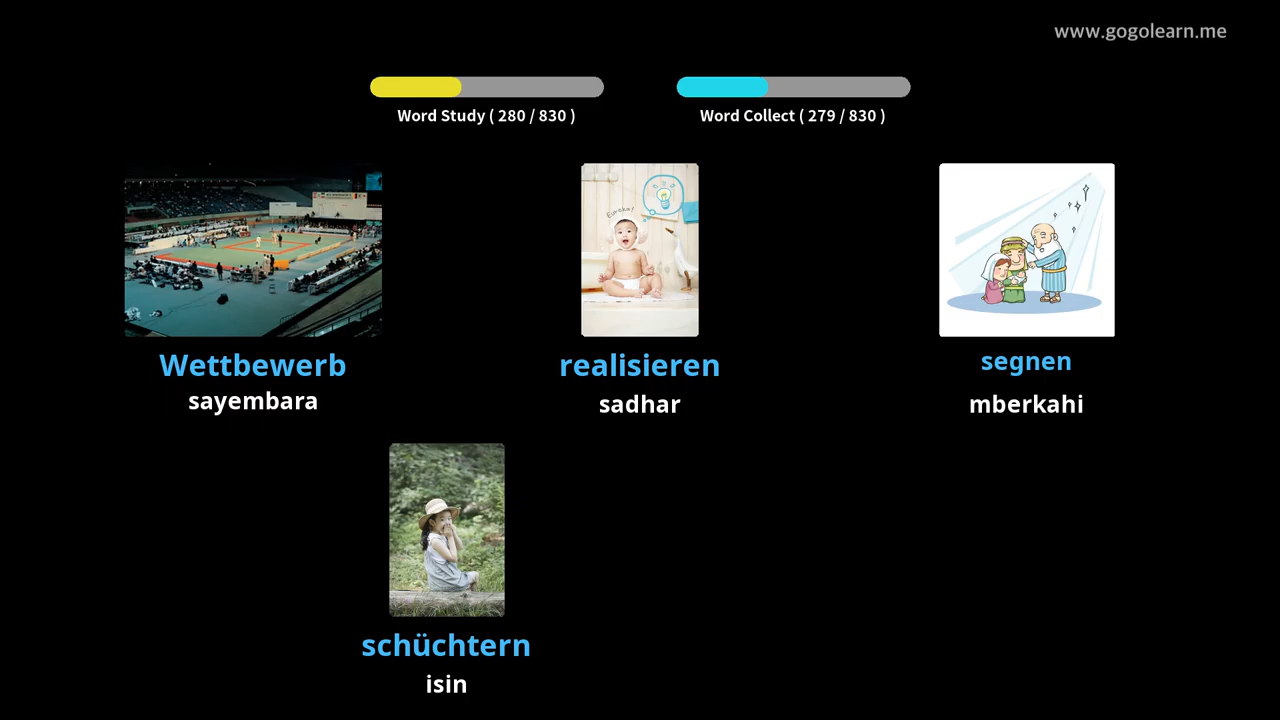 www.gogolearn.me
Word Study ( 280 / 830 )
Word Collect ( 279 / 830 )
Eureka!
Wettbewerb
sayembara
realisieren
sadhar
segnen
mberkahi
schüchtern
isin